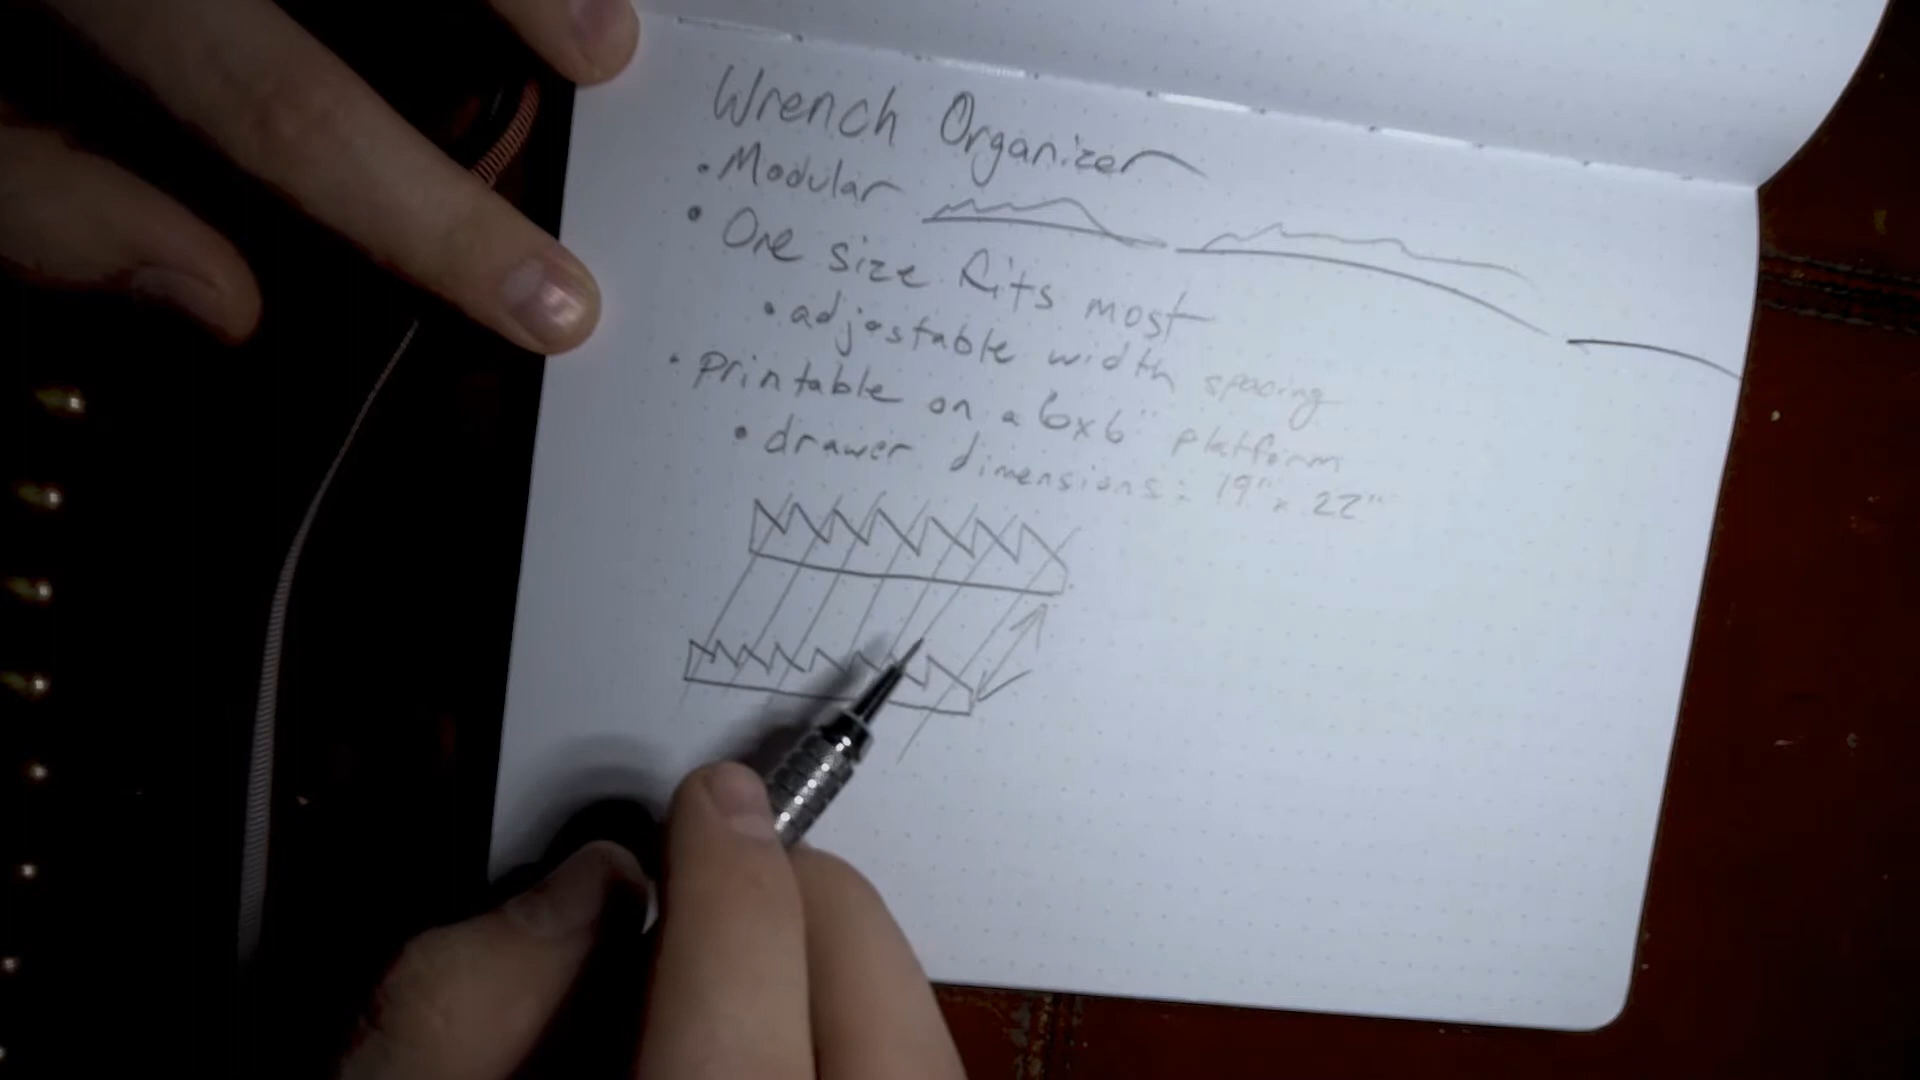 Wrench Organizer
• Modular
• One size fits most
• adjustable width spacing
• Printable on a 6x6" platform
• drawer dimensions: 19" x 22"